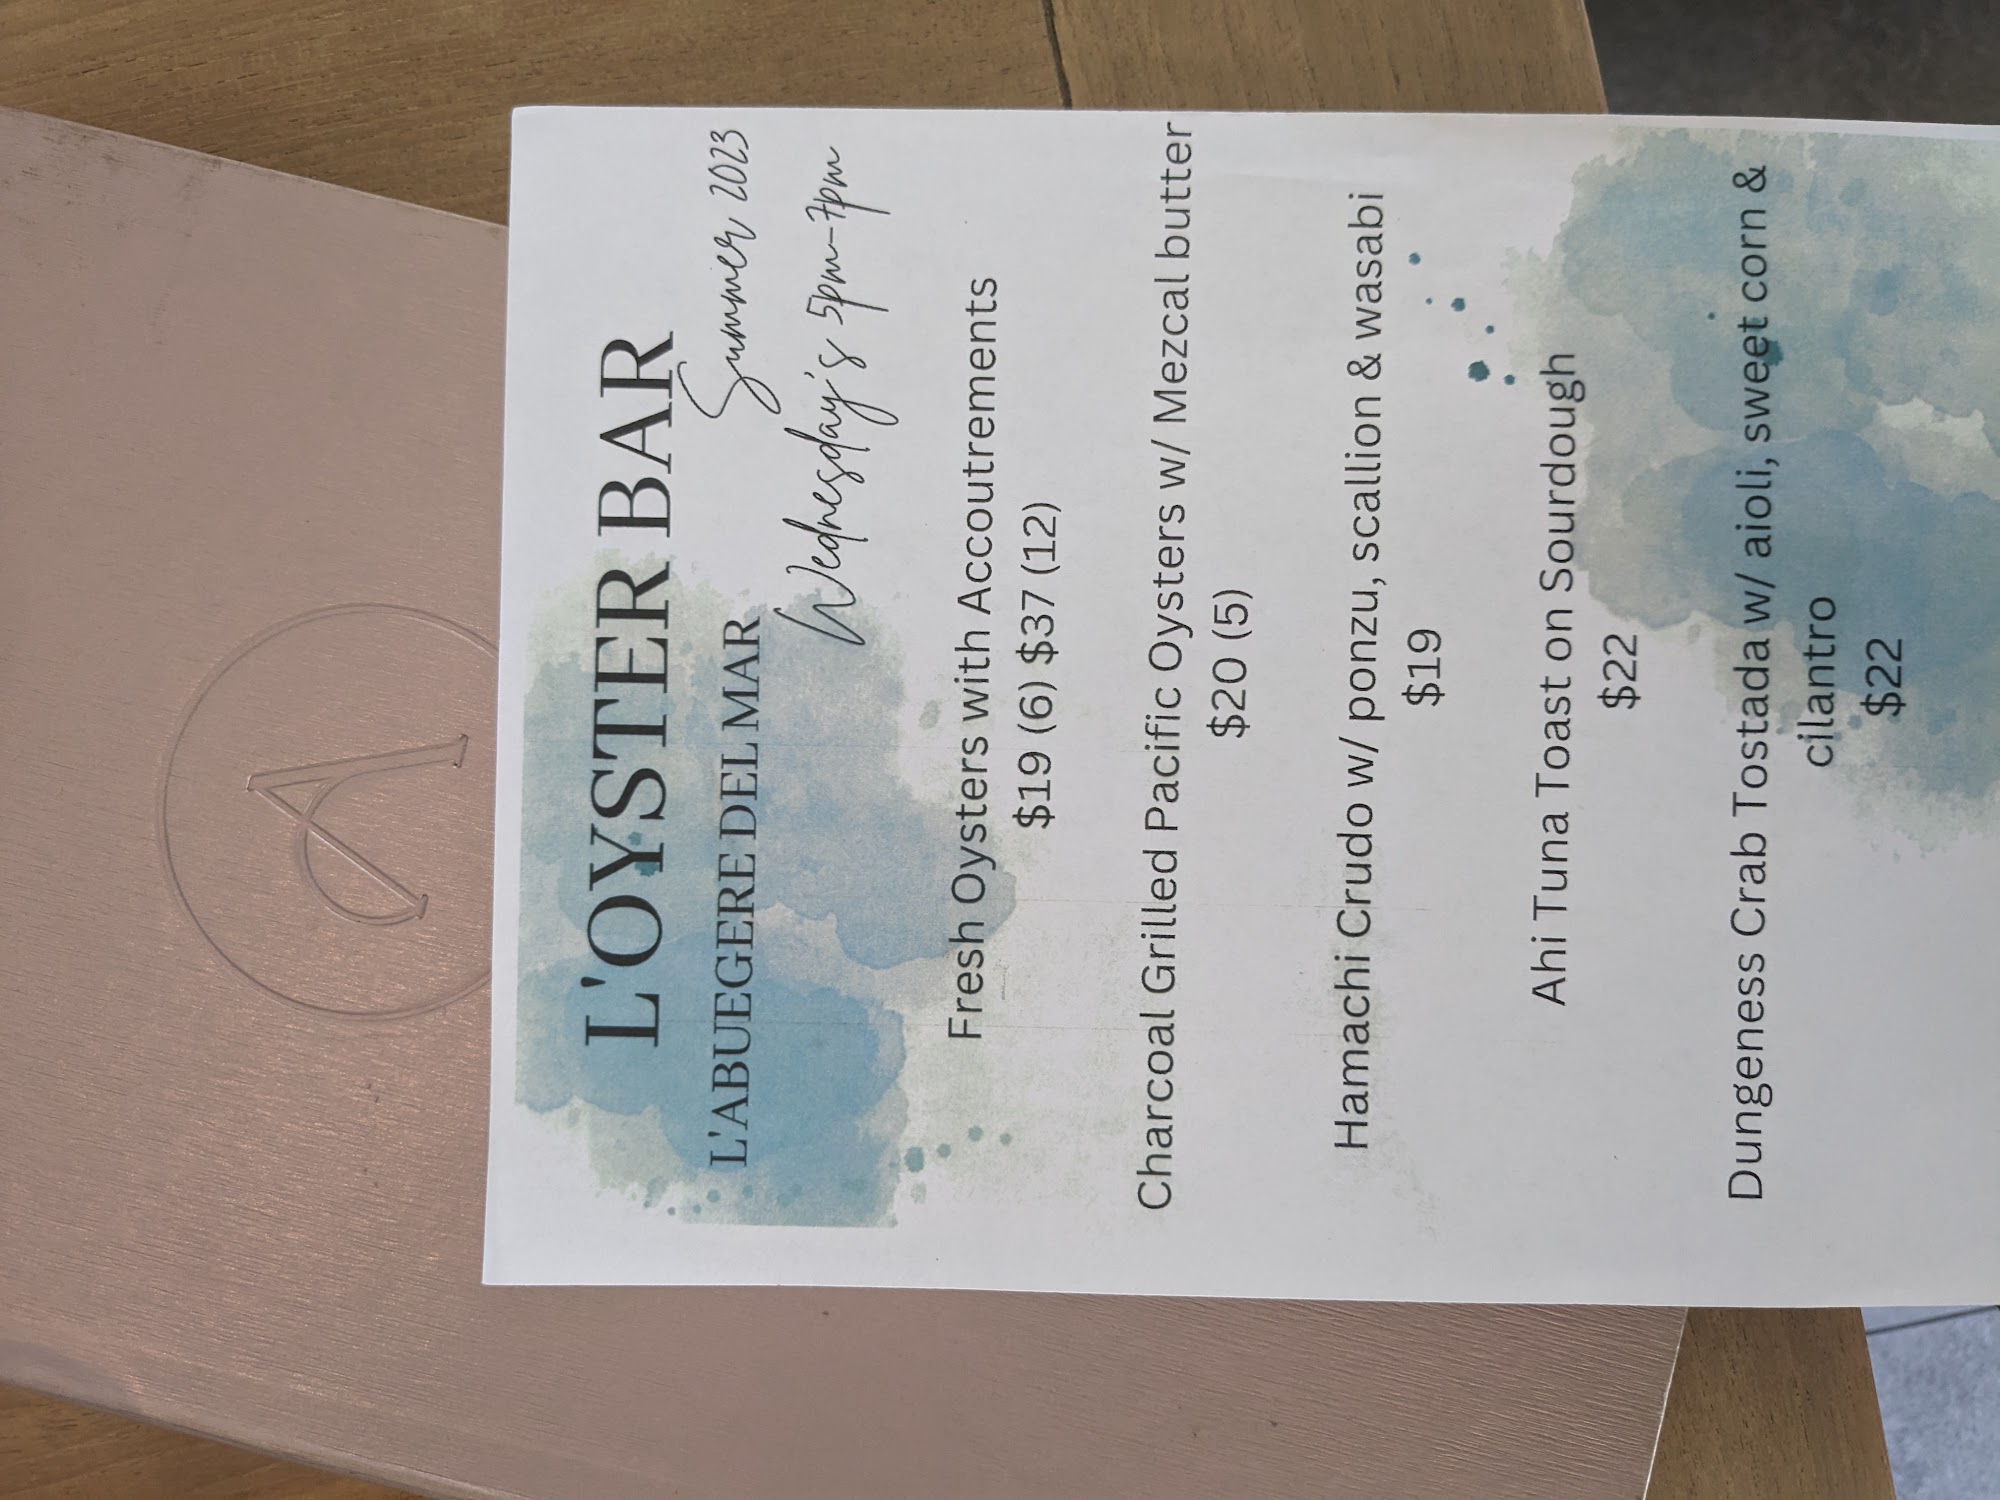 L'OYSTER BAR
L'ABUEGERE DEL MAR
Summer 2023
Wednesday's 5pm-7pm
Fresh Oysters with Accoutrements
$19 (6) $37 (12)
Charcoal Grilled Pacific Oysters w/ Mezcal butter
$20 (5)
Hamachi Crudo w/ ponzu, scallion & wasabi
$19
Ahi Tuna Toast on Sourdough
$22
Dungeness Crab Tostada w/ aioli, sweet corn &
cilantro
$22
A